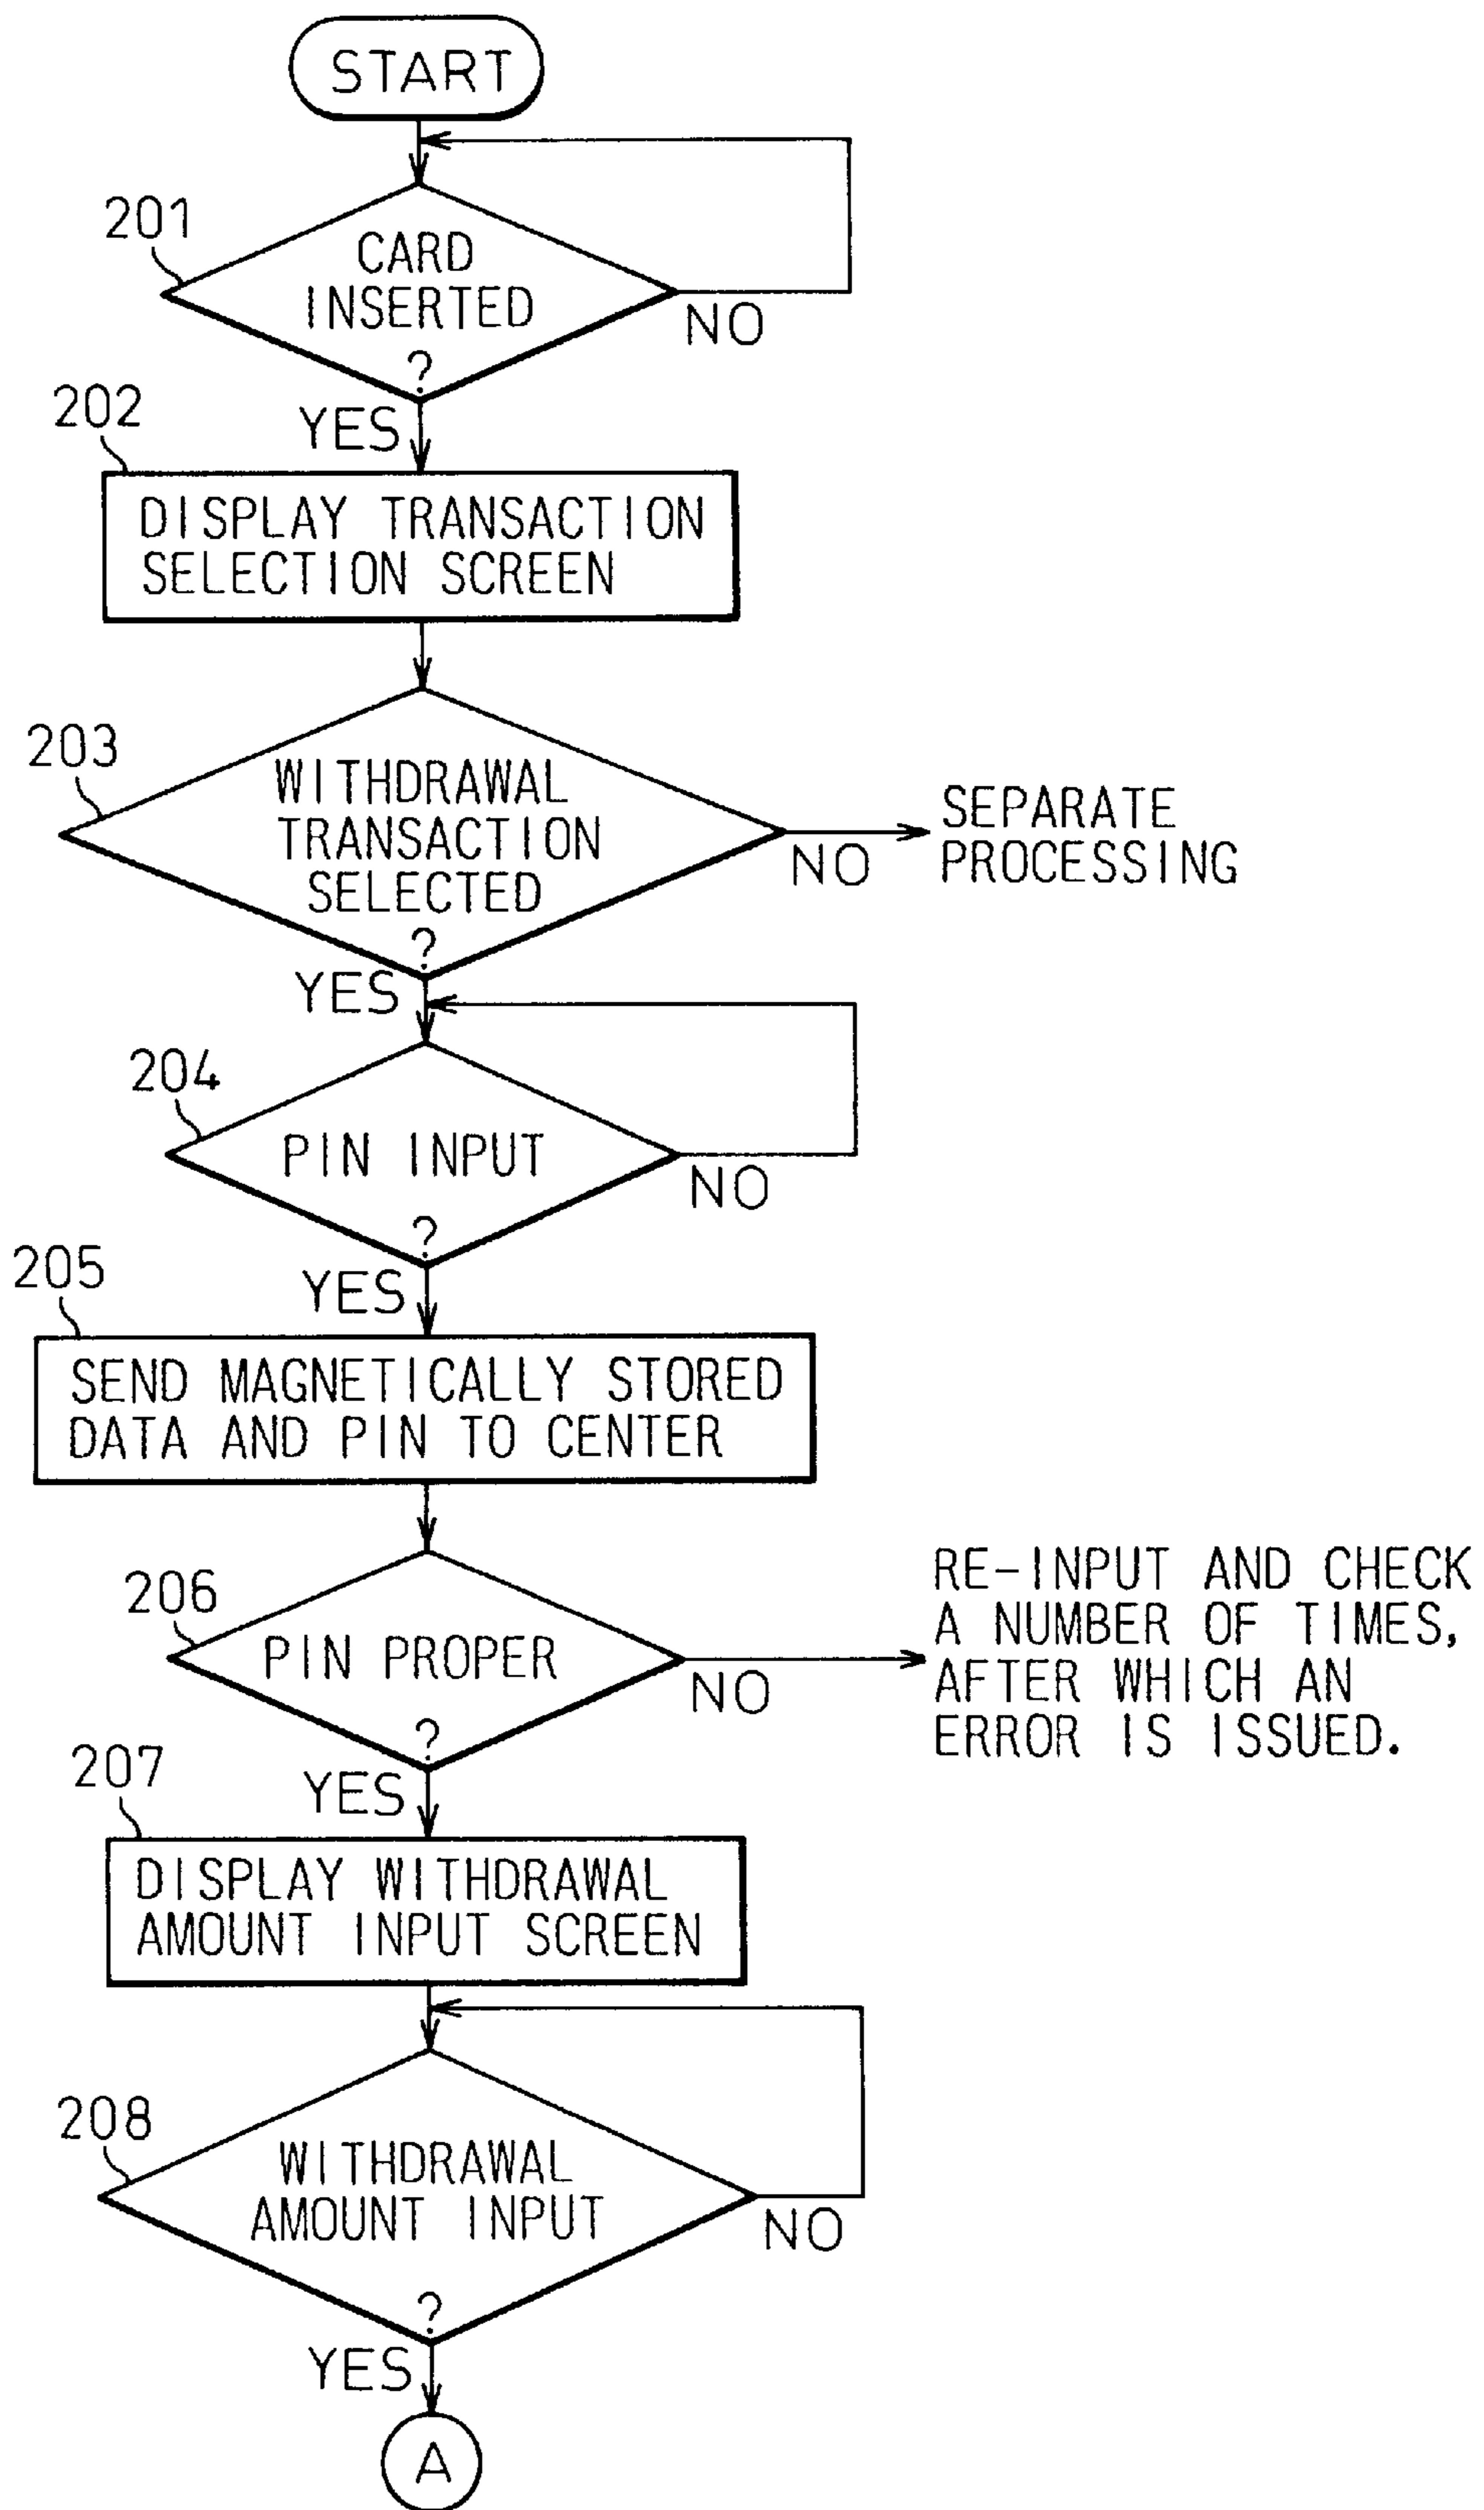 START
201
CARD
INSERTED
?
NO
YES
202
DISPLAY TRANSACTION
SELECTION SCREEN
203
WITHDRAWAL
TRANSACTION
SELECTED
?
NO
SEPARATE
PROCESSING
YES
204
PIN INPUT
?
NO
YES
205
SEND MAGNETICALLY STORED
DATA AND PIN TO CENTER
206
PIN PROPER
?
NO
RE-INPUT AND CHECK
A NUMBER OF TIMES,
AFTER WHICH AN
ERROR IS ISSUED.
YES
207
DISPLAY WITHDRAWAL
AMOUNT INPUT SCREEN
208
WITHDRAWAL
AMOUNT INPUT
?
NO
YES
A